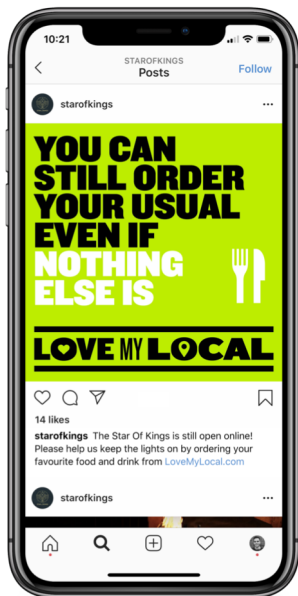 10:21
STAROFKINGS
Posts
Follow
starofkings
YOU CAN
STILL ORDER
YOUR USUAL
EVEN IF
NOTHING
ELSE IS
LOVE MY LOCAL
14 likes
starofkings The Star Of Kings is still open online!
Please help us keep the lights on by ordering your
favourite food and drink from LoveMyLocal.com
starofkings